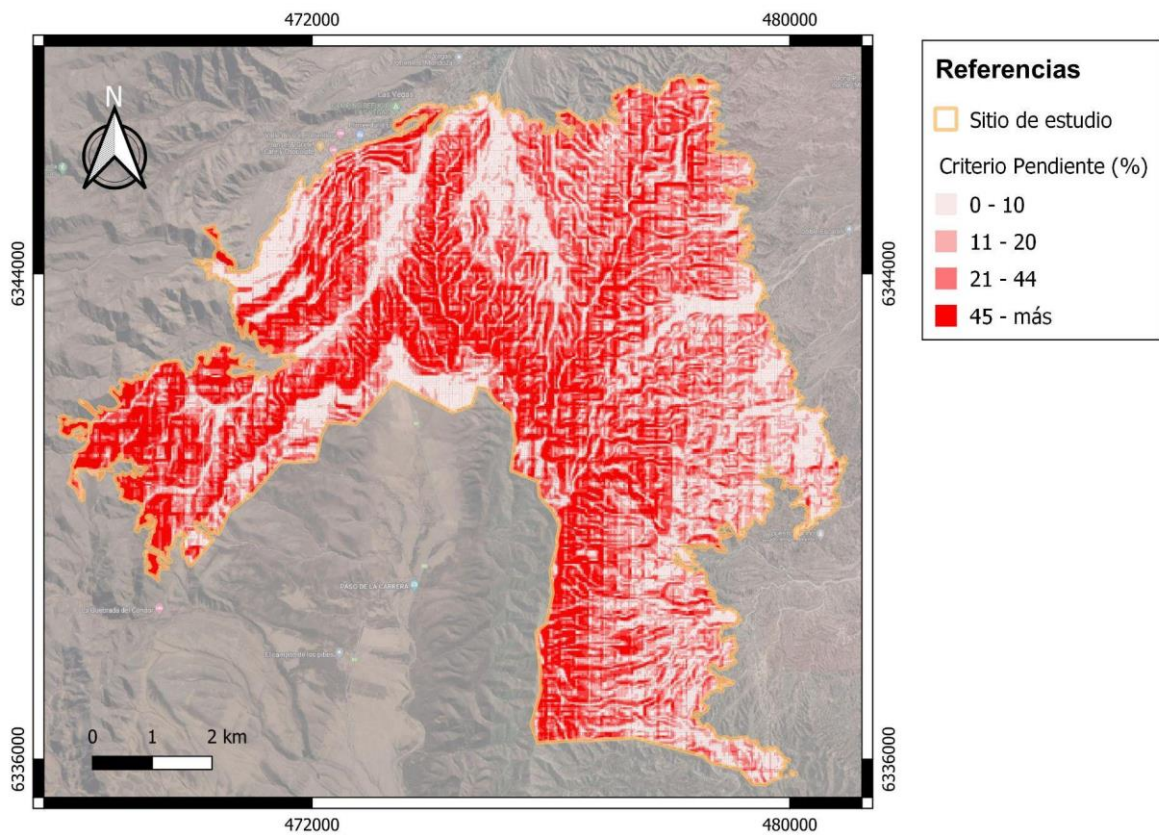 472000
480000
N
Las Vegas
6344000
6344000
PASO DE LA CARRERA
6336000
6336000
0 1 2 km
472000
480000
Referencias
Sitio de estudio
Criterio Pendiente (%)
0 - 10
11 - 20
21 - 44
45 - más